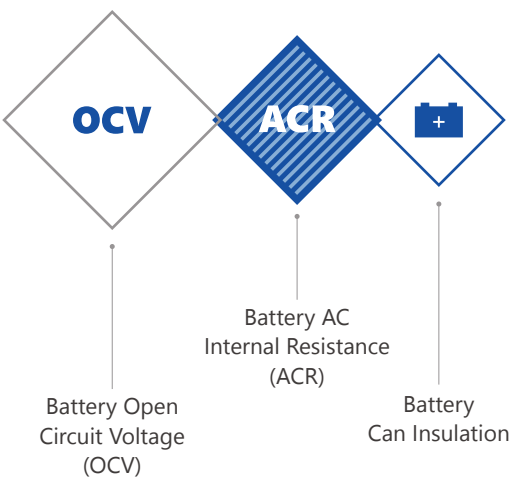 OCV
ACR
+
Battery AC
Internal Resistance
(ACR)
Battery Open
Circuit Voltage
(OCV)
Battery
Can Insulation